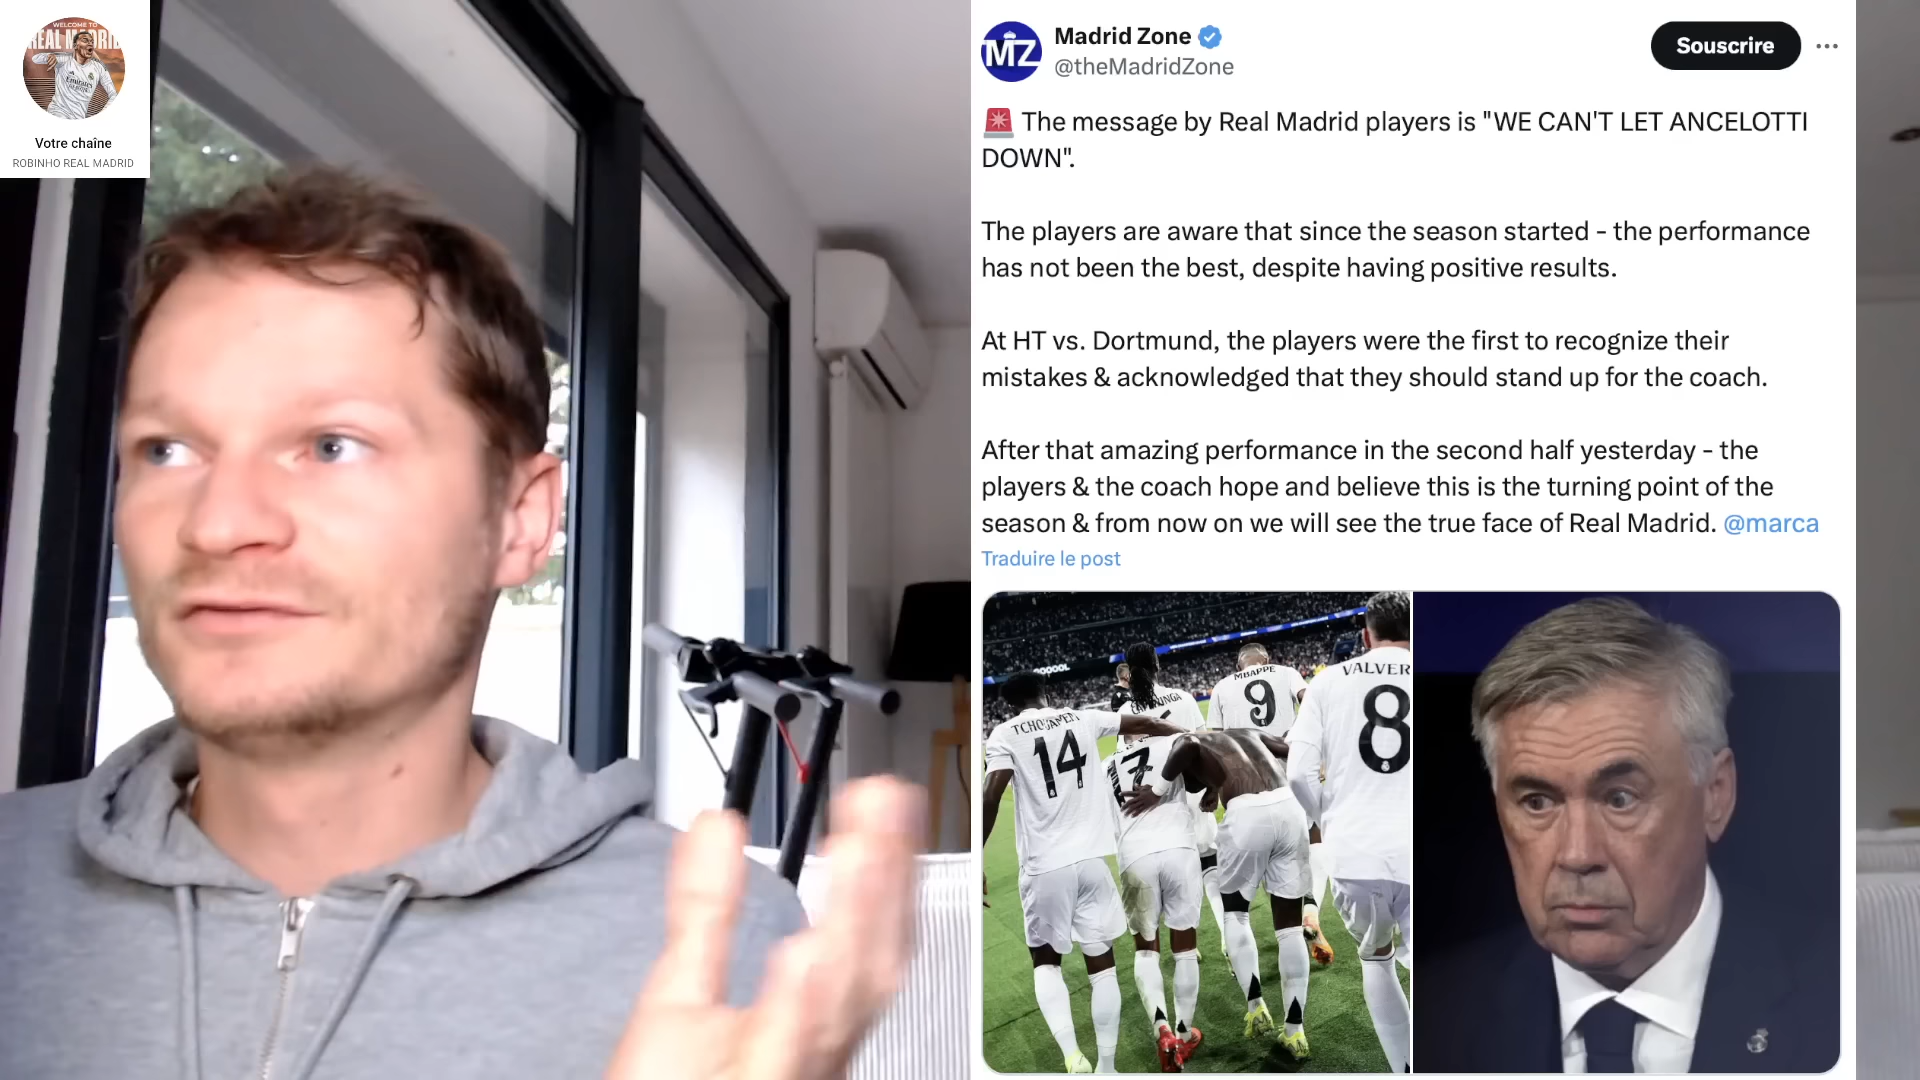 WELCOME TO
REAL MADRID
Votre chaîne
ROBINHO REAL MADRID
MZ
Madrid Zone
@theMadridZone
Souscrire
The message by Real Madrid players is "WE CAN'T LET ANCELOTTI
DOWN".
The players are aware that since the season started - the performance
has not been the best, despite having positive results.
At HT vs. Dortmund, the players were the first to recognize their
mistakes & acknowledged that they should stand up for the coach.
After that amazing performance in the second half yesterday - the
players & the coach hope and believe this is the turning point of the
season & from now on we will see the true face of Real Madrid. @marca
Traduire le post
TCHOUAMENI
14
17
MBAPPÉ
9
VALVER
8